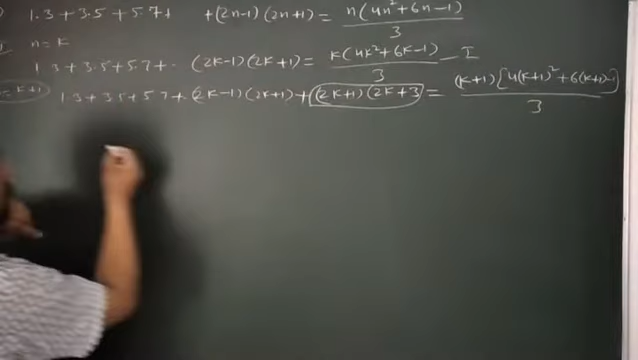 ) 1.3+3.5+5.7+ +(2n-1)(2n+1) = n(4n²+6n-1)/3
n=k
1.3+3.5+5.7+- (2k-1)(2k+1) = k(4k²+6k-1)/3 - I
=k+1) 1.3+3.5+5.7+-(2k-1)(2k+1)+(2k+1)(2k+3 = (k+1)[4(k+1)²+6(k+1)-1/3